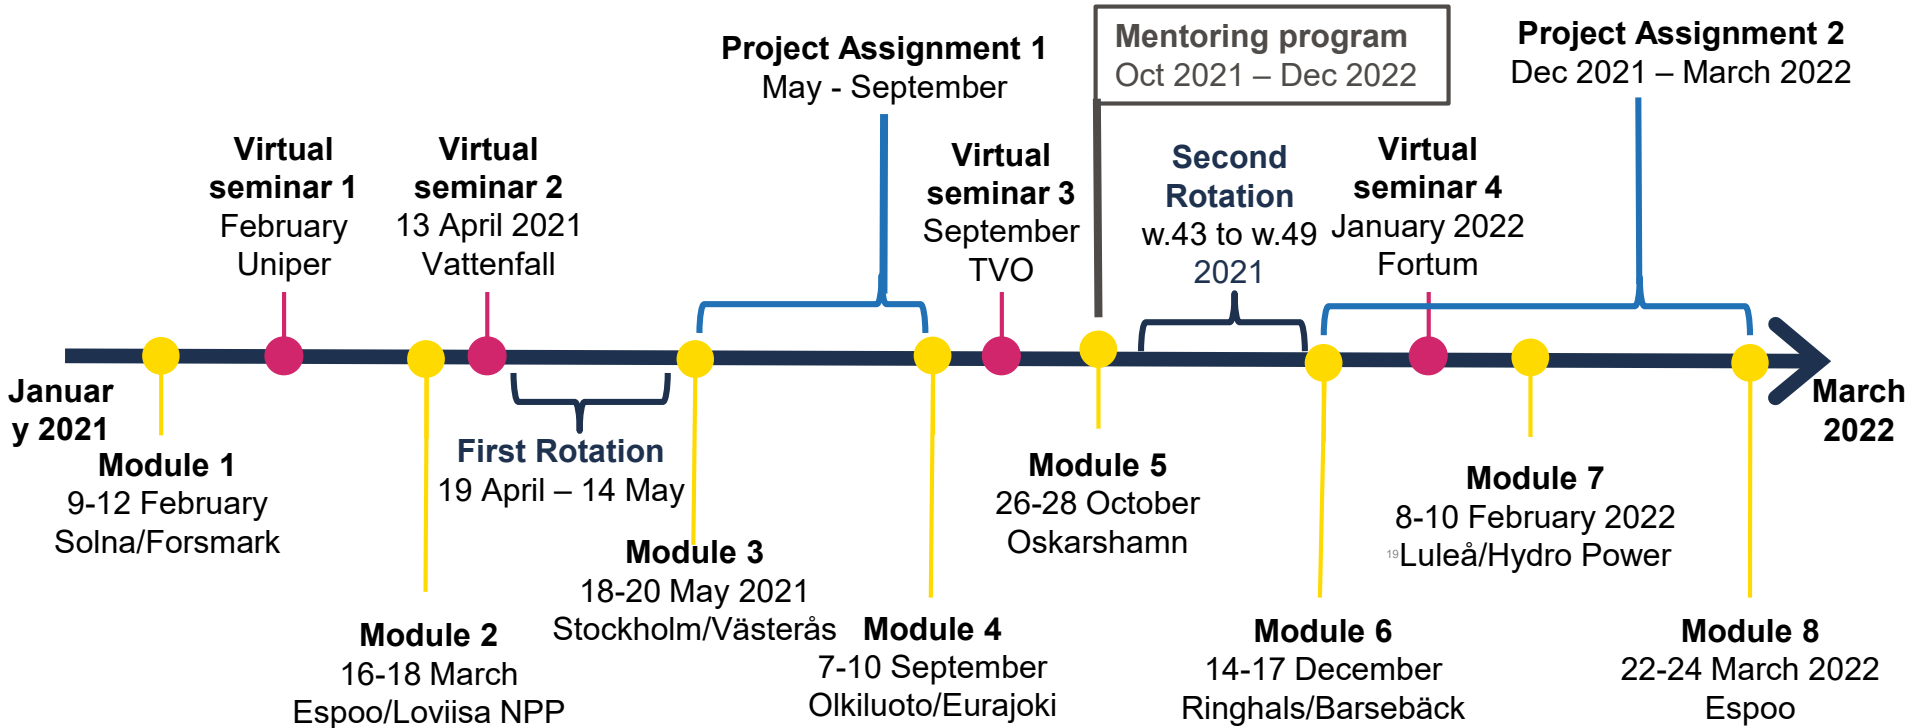 Project Assignment 1
May - September
Mentoring program
Oct 2021 – Dec 2022
Project Assignment 2
Dec 2021 – March 2022
Virtual
seminar 1
February
Uniper
Virtual
seminar 2
13 April 2021
Vattenfall
Virtual
seminar 3
September
TVO
Second
Rotation
w.43 to w.49
2021
Virtual
seminar 4
January 2022
Fortum
Januar
y 2021
March
2022
Module 1
9-12 February
Solna/Forsmark
First Rotation
19 April – 14 May
Module 2
16-18 March
Espoo/Loviisa NPP
Module 3
18-20 May 2021
Stockholm/Västerås
Module 4
7-10 September
Olkiluoto/Eurajoki
Module 5
26-28 October
Oskarshamn
Module 6
14-17 December
Ringhals/Barsebäck
Module 7
8-10 February 2022
19
Luleå/Hydro Power
Module 8
22-24 March 2022
Espoo